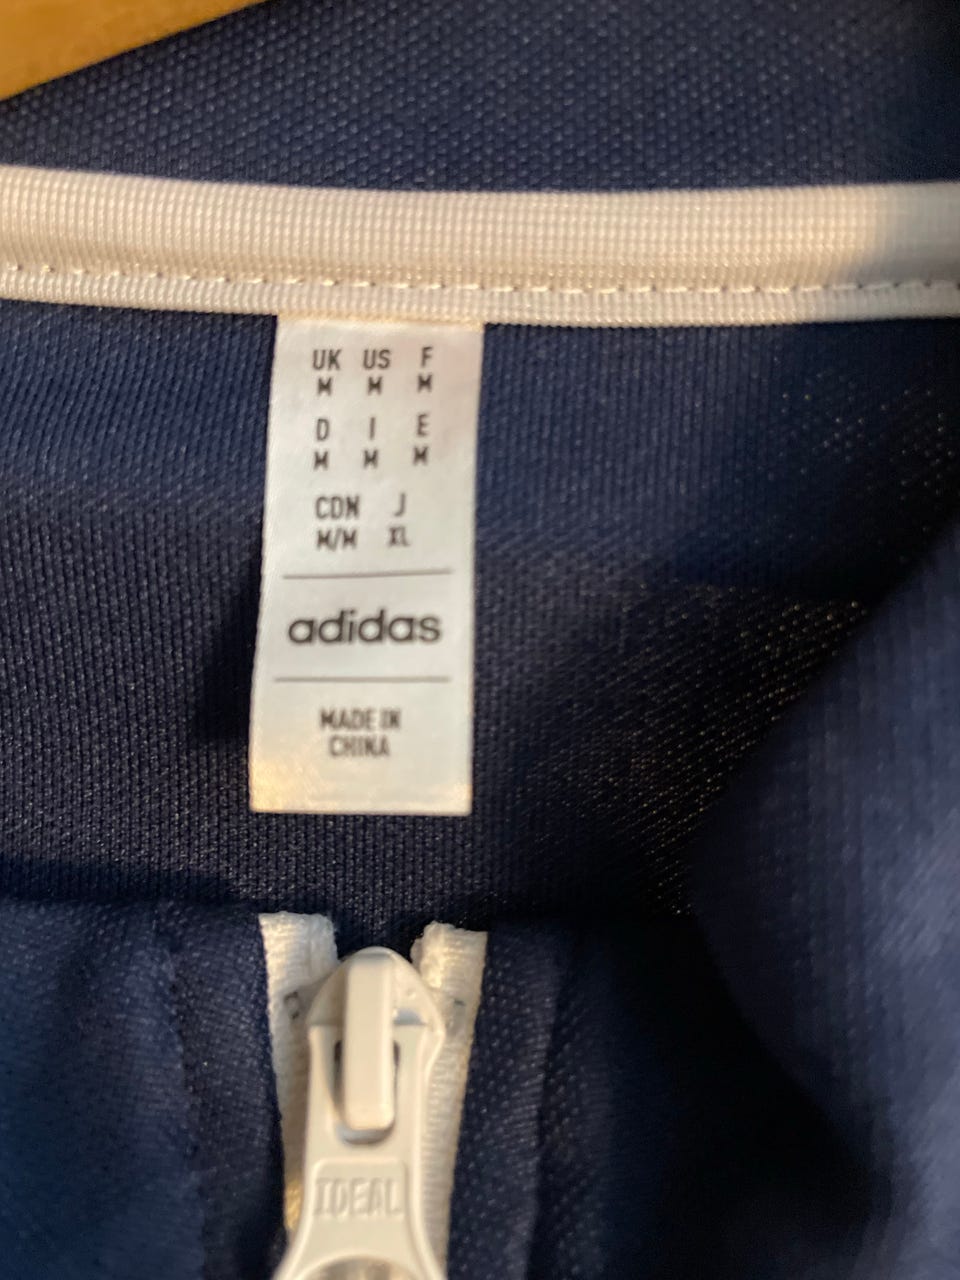 UK US F
M M M
D I E
M M M
CDN J
M/M XL
adidas
MADE IN
CHINA
IDEAL